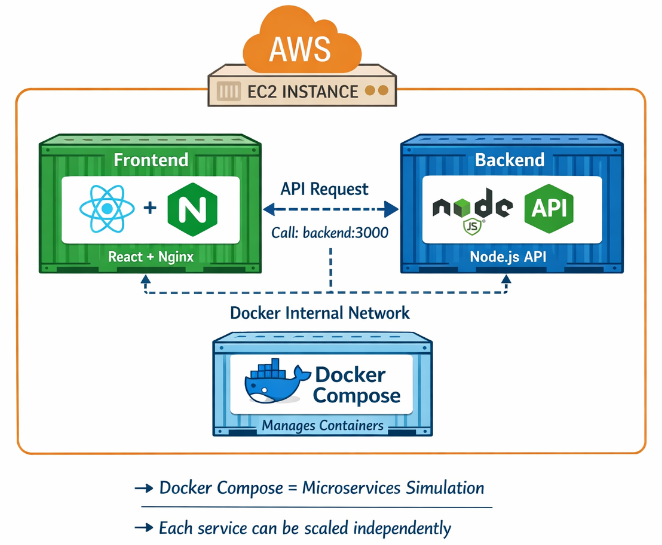 AWS
EC2 INSTANCE
Frontend
+ N
React + Nginx
API Request
Call: backend:3000
Backend
node JS API
Node.js API
Docker Internal Network
Docker
Compose
Manages Containers
→ Docker Compose = Microservices Simulation
→ Each service can be scaled independently